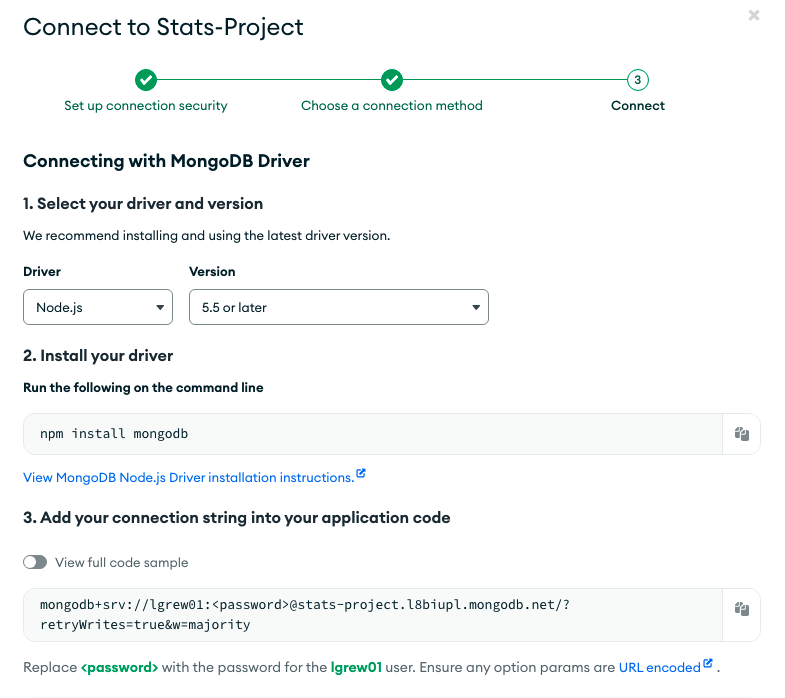 Connect to Stats-Project
3
Set up connection security
Choose a connection method
Connect
Connecting with MongoDB Driver
1. Select your driver and version
We recommend installing and using the latest driver version.
Driver
Version
Node.js
5.5 or later
2. Install your driver
Run the following on the command line
npm install mongodb
View MongoDB Node.js Driver installation instructions.
3. Add your connection string into your application code
View full code sample
mongodb+srv://lgrew01:<password>@stats-project.l8biupl.mongodb.net/?
retryWrites=true&w=majority
Replace <password> with the password for the lgrew01 user. Ensure any option params are URL encoded .